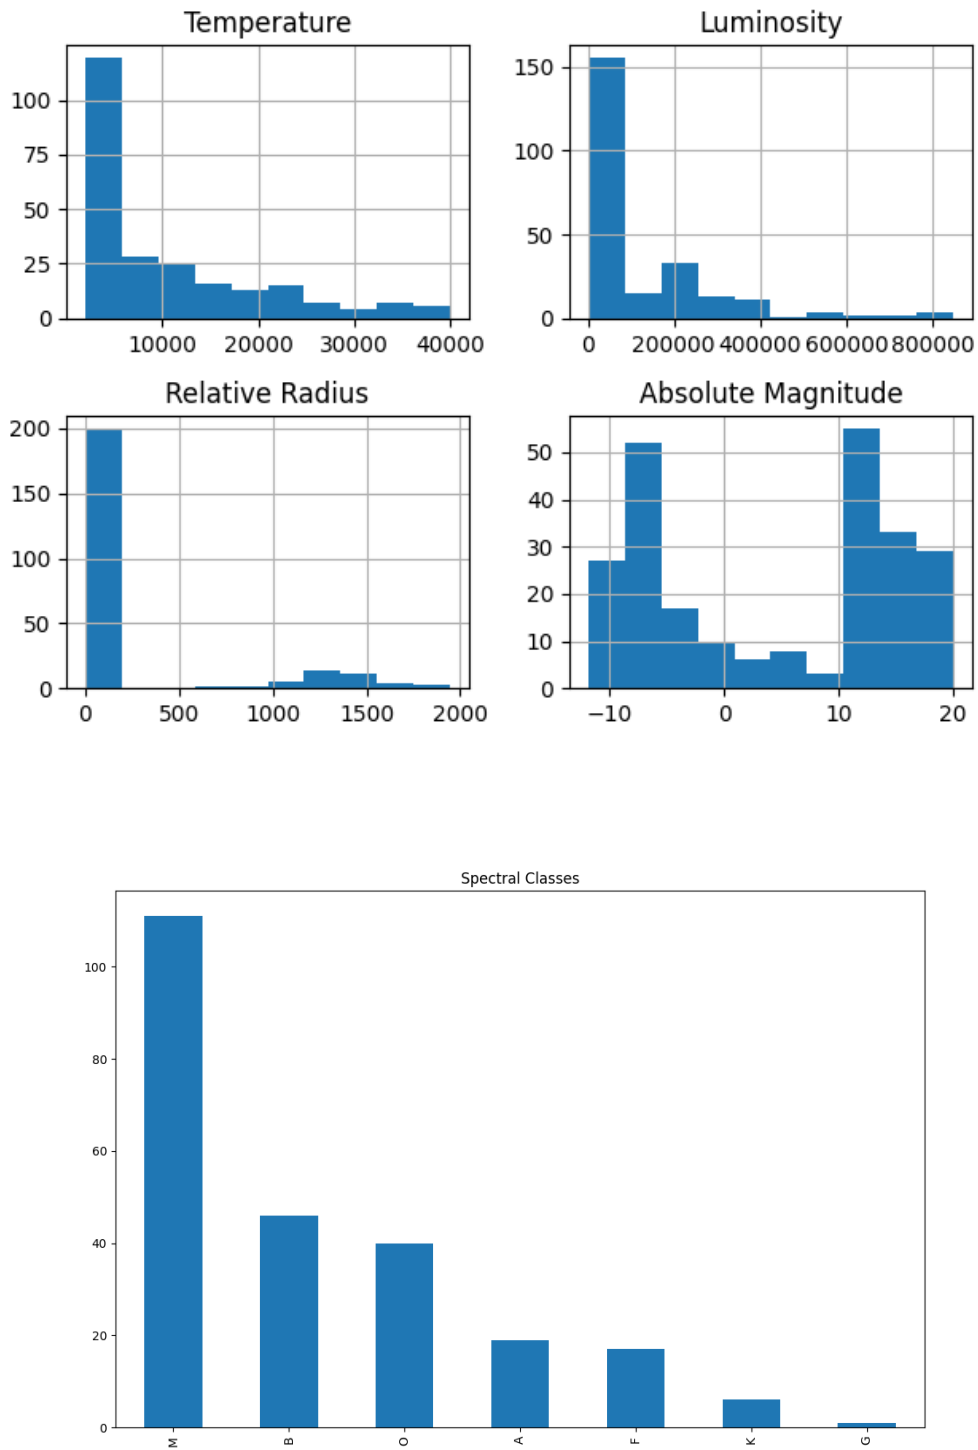 Temperature
100
75
50
25
0
10000 20000 30000 40000
Luminosity
150
100
50
0
0 200000 400000 600000 800000
Relative Radius
200
150
100
50
0
0 500 1000 1500 2000
Absolute Magnitude
50
40
30
20
10
0
−10 0 10 20
Spectral Classes
100
80
60
40
20
0
M B O A F K G